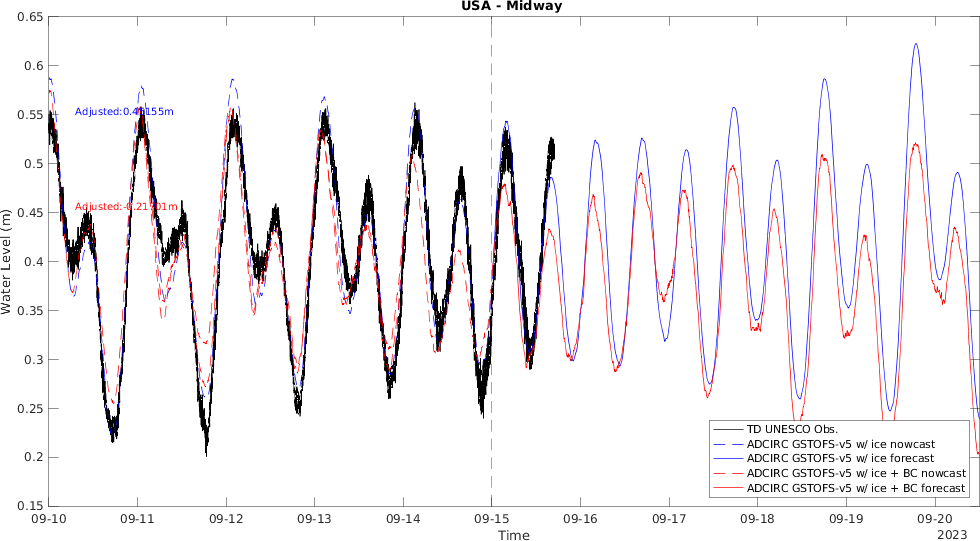 USA - Midway
0.65
0.6
0.55
0.5
0.45
0.4
0.35
0.3
0.25
0.2
0.15
Water Level (m)
Adjusted:
Adjusted:
TD UNESCO Obs.
ADCIRC GSTOFS-v5 w/ ice nowcast
ADCIRC GSTOFS-v5 w/ ice forecast
ADCIRC GSTOFS-v5 w/ ice + BC nowcast
ADCIRC GSTOFS-v5 w/ ice + BC forecast
09-10 09-11 09-12 09-13 09-14 09-15 09-16 09-17 09-18 09-19 09-20
Time
2023